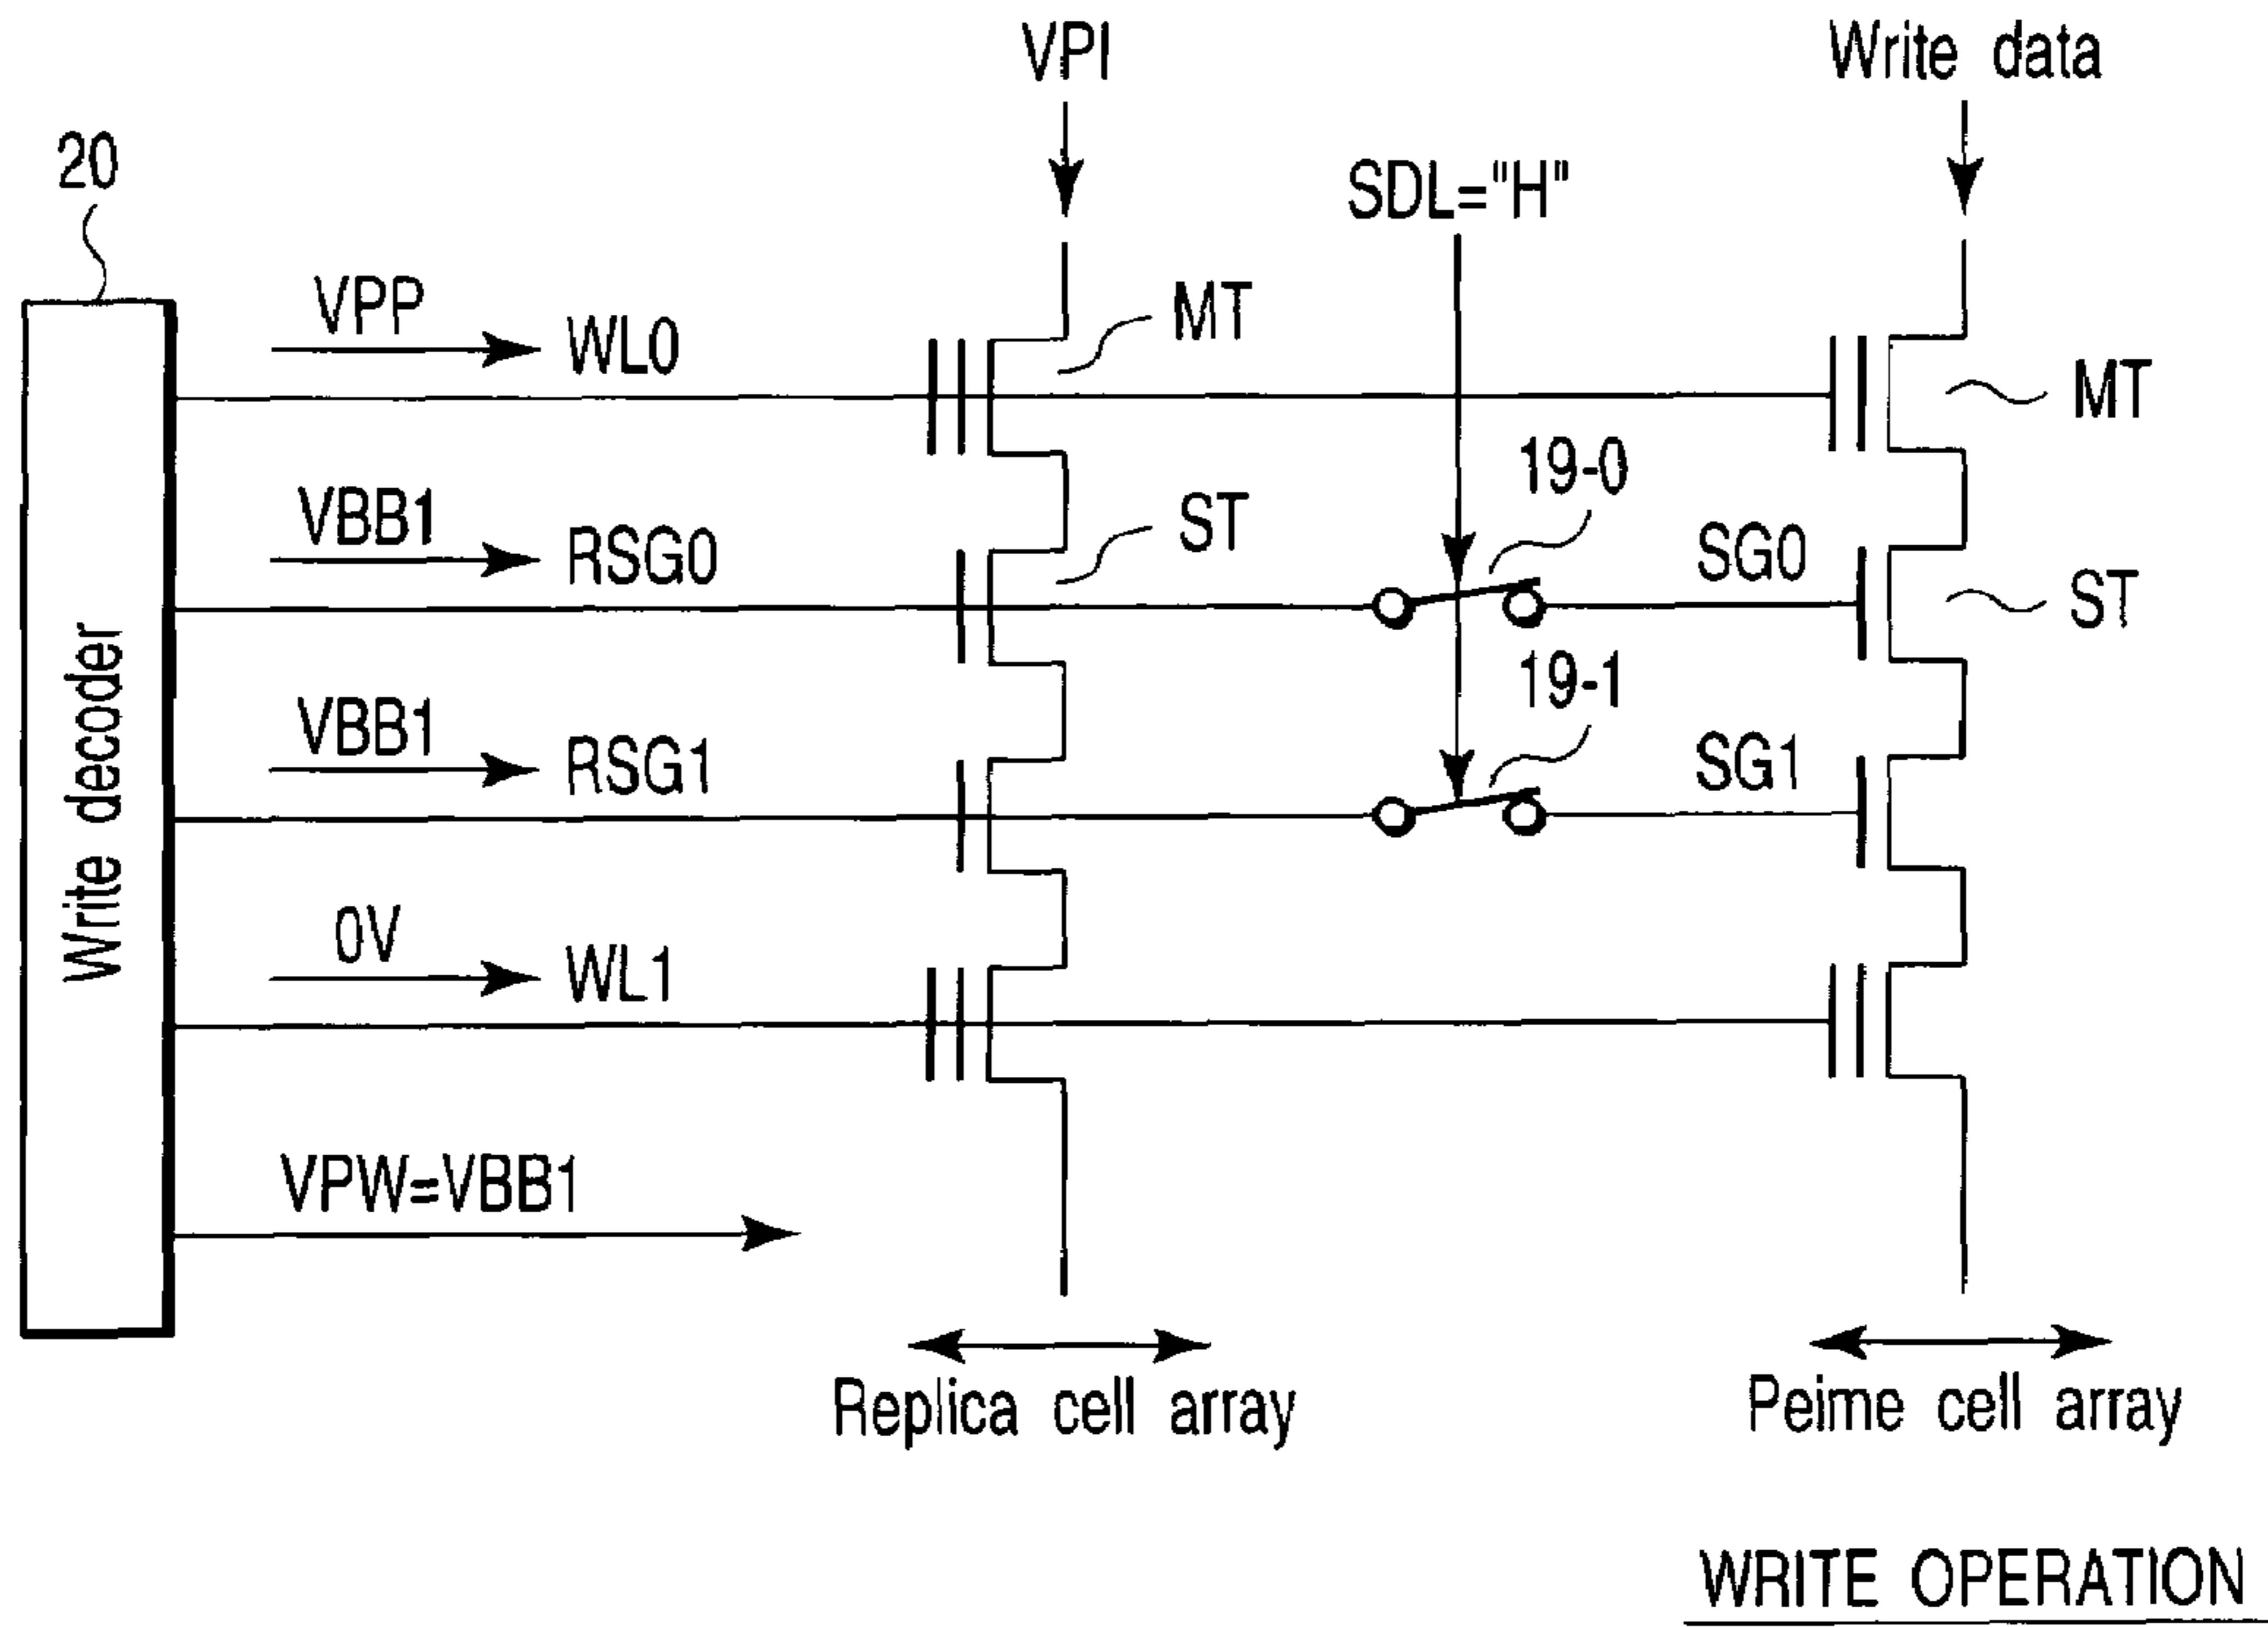 VPI
Write data
20
SDL="H"
VPP
WL0
MT
MT
19-0
VBB1
RSG0
ST
SG0
ST
19-1
VBB1
RSG1
SG1
Write decoder
0V
WL1
VPW=VBB1
Replica cell array
Peime cell array
WRITE OPERATION